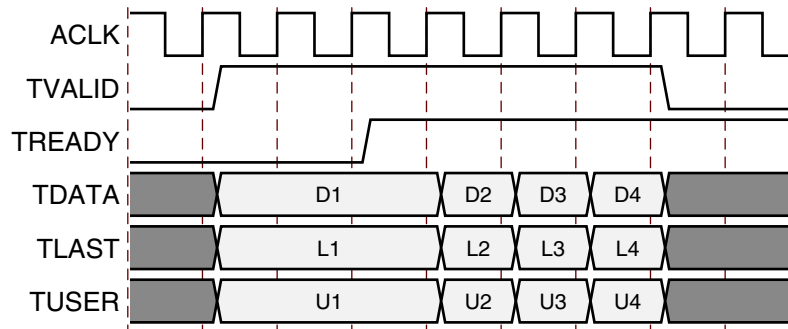 ACLK
TVALID
TREADY
TDATA D1 D2 D3 D4
TLAST L1 L2 L3 L4
TUSER U1 U2 U3 U4